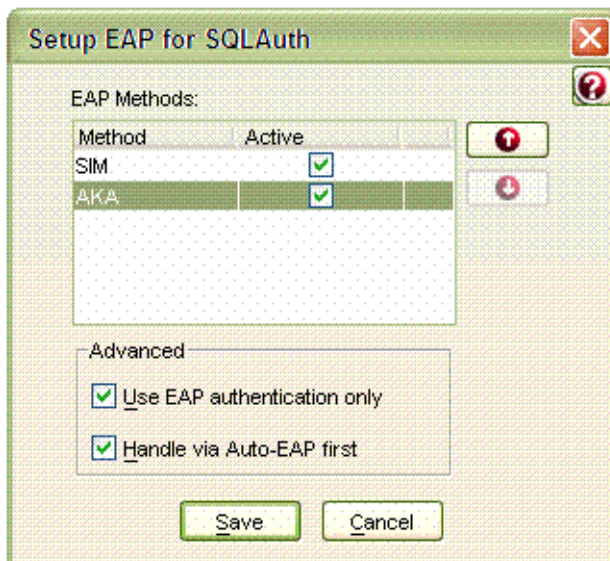 Setup EAP for SQLAuth
EAP Methods:
Method Active
SIM
AKA
Advanced
Use EAP authentication only
Handle via Auto-EAP first
Save Cancel